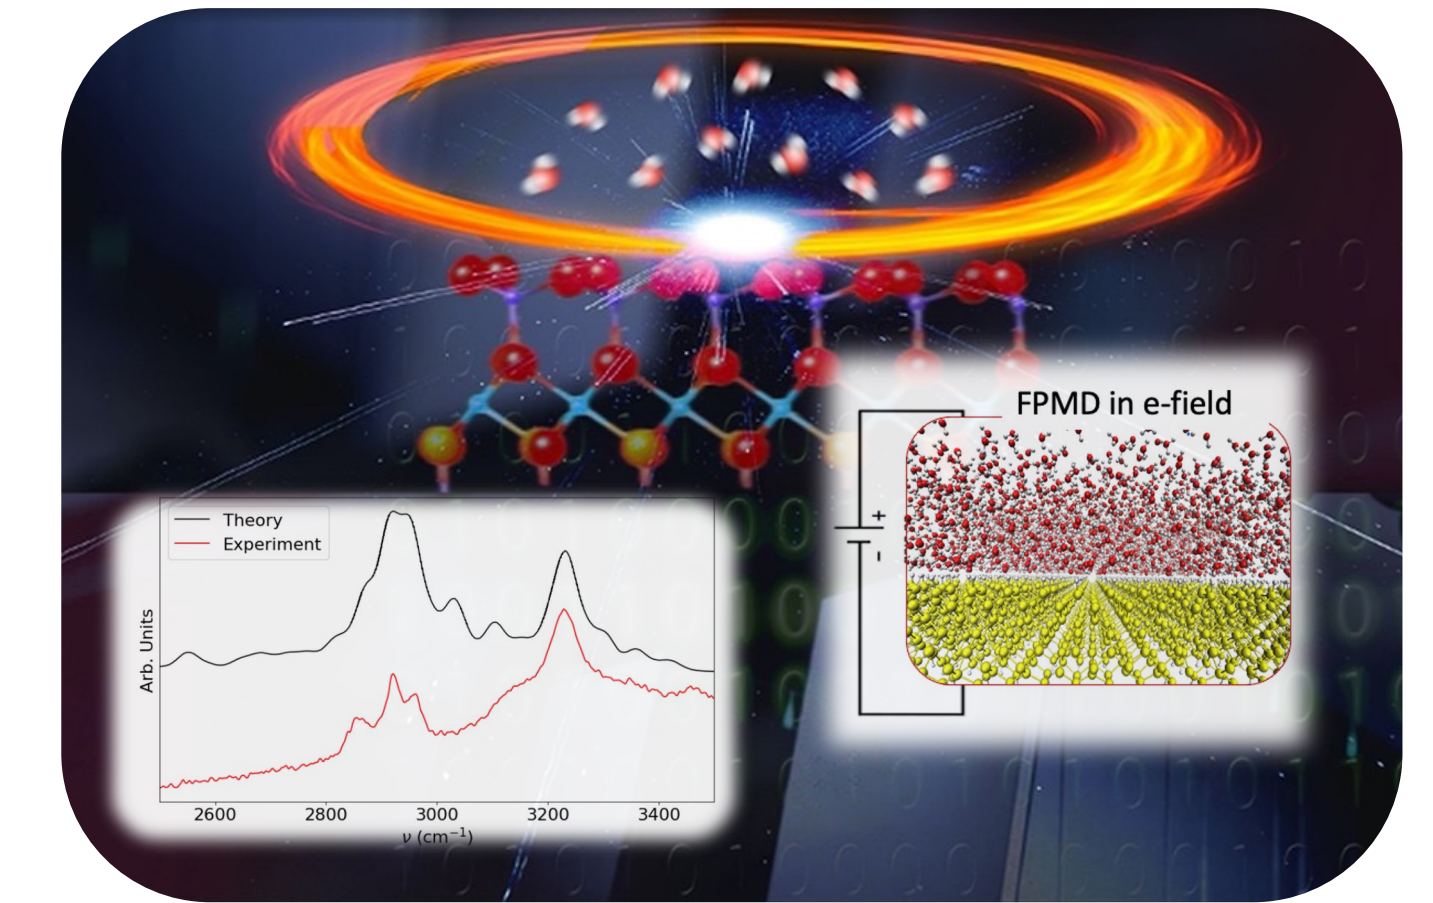 FPMD in e-field
+
-
Theory
Experiment
Arb. Units
2600 2800 3000 3200 3400
ν (cm⁻¹)